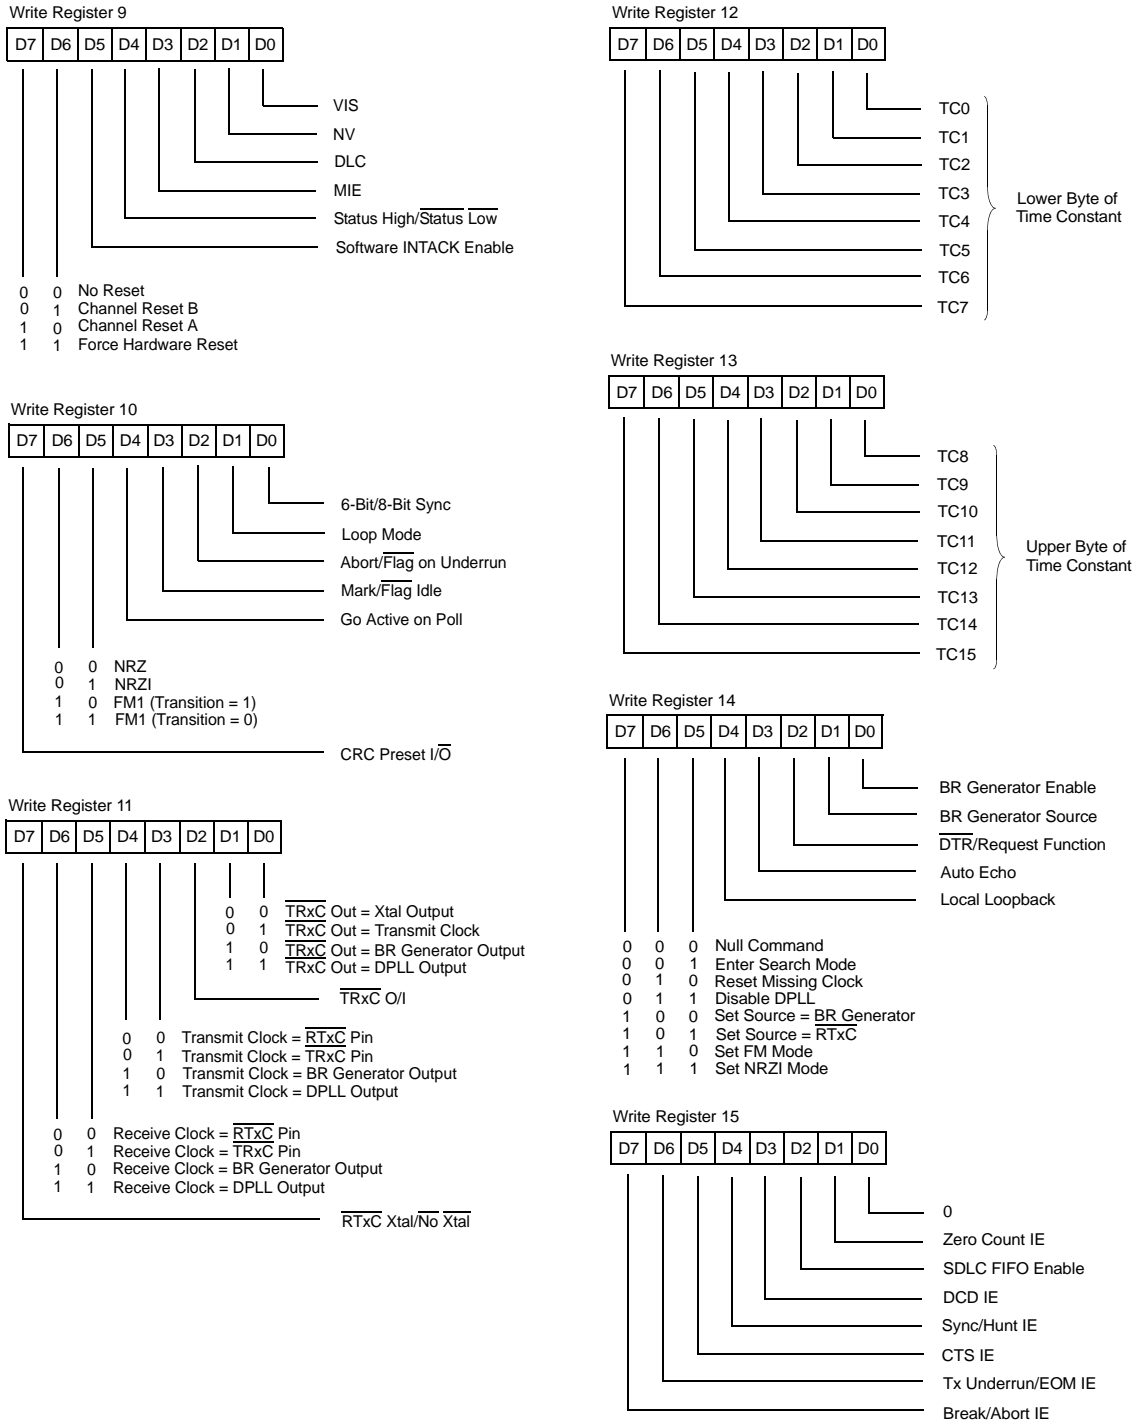 Write Register 9
D7 D6 D5 D4 D3 D2 D1 D0
VIS
NV
DLC
MIE
Status High/Status Low
Software INTACK Enable
0 0 No Reset
0 1 Channel Reset B
1 0 Channel Reset A
1 1 Force Hardware Reset
Write Register 10
D7 D6 D5 D4 D3 D2 D1 D0
6-Bit/8-Bit Sync
Loop Mode
Abort/Flag on Underrun
Mark/Flag Idle
Go Active on Poll
0 0 NRZ
0 1 NRZI
1 0 FM1 (Transition = 1)
1 1 FM1 (Transition = 0)
CRC Preset I/O
Write Register 11
D7 D6 D5 D4 D3 D2 D1 D0
0 0 TRxC Out = Xtal Output
0 1 TRxC Out = Transmit Clock
1 0 TRxC Out = BR Generator Output
1 1 TRxC Out = DPLL Output
TRxC O/I
0 0 Transmit Clock = RTxC Pin
0 1 Transmit Clock = TRxC Pin
1 0 Transmit Clock = BR Generator Output
1 1 Transmit Clock = DPLL Output
0 0 Receive Clock = RTxC Pin
0 1 Receive Clock = TRxC Pin
1 0 Receive Clock = BR Generator Output
1 1 Receive Clock = DPLL Output
RTxC Xtal/No Xtal
Write Register 12
D7 D6 D5 D4 D3 D2 D1 D0
TC0
TC1
TC2
TC3
TC4
TC5
TC6
TC7
Lower Byte of
Time Constant
Write Register 13
D7 D6 D5 D4 D3 D2 D1 D0
TC8
TC9
TC10
TC11
TC12
TC13
TC14
TC15
Upper Byte of
Time Constant
Write Register 14
D7 D6 D5 D4 D3 D2 D1 D0
BR Generator Enable
BR Generator Source
DTR/Request Function
Auto Echo
Local Loopback
0 0 0 Null Command
0 0 1 Enter Search Mode
0 1 0 Reset Missing Clock
0 1 1 Disable DPLL
1 0 0 Set Source = BR Generator
1 0 1 Set Source = RTxC
1 1 0 Set FM Mode
1 1 1 Set NRZI Mode
Write Register 15
D7 D6 D5 D4 D3 D2 D1 D0
0
Zero Count IE
SDLC FIFO Enable
DCD IE
Sync/Hunt IE
CTS IE
Tx Underrun/EOM IE
Break/Abort IE